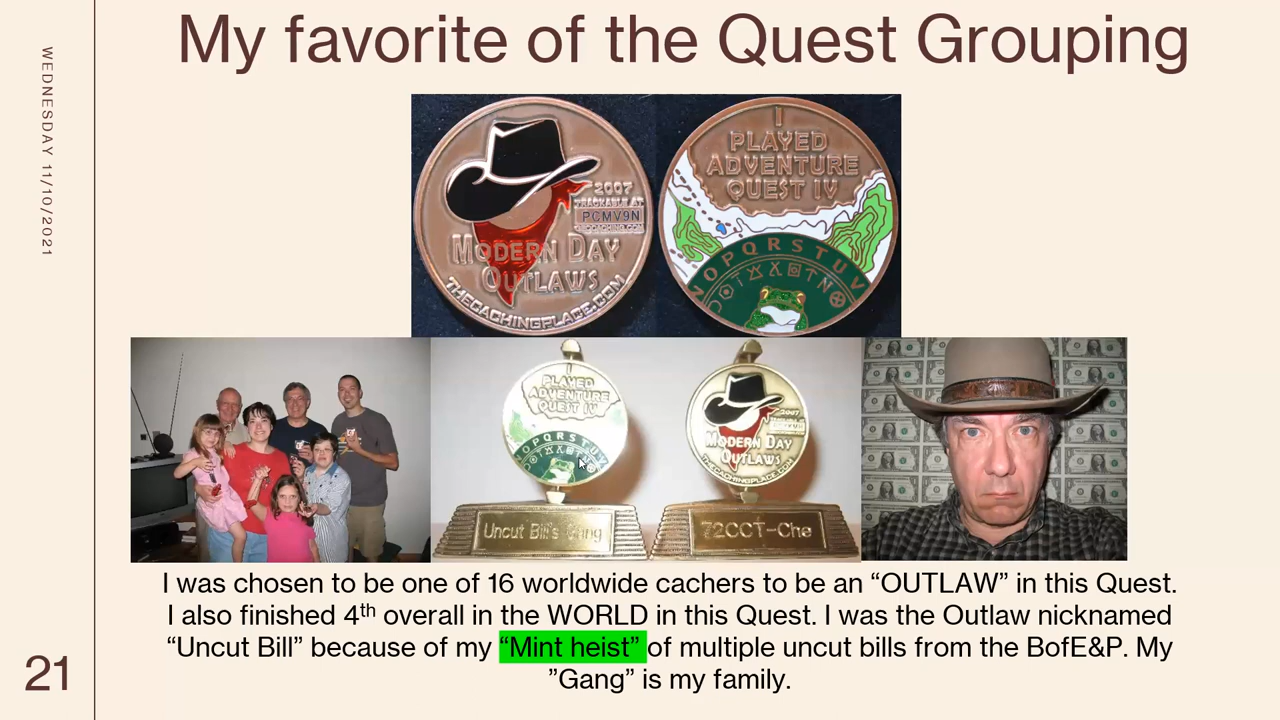 My favorite of the Quest Grouping
WEDNESDAY 11/10/2021
2007
TRACKABLE AT
PCMV9N
MODERN DAY
OUTLAWS
THECACHINGPLACE.COM
I
PLAYED
ADVENTURE
QUEST IV
NOPQRSTUV
I
PLAYED
ADVENTURE
QUEST IV
NOPQRSTUV
Uncut Bill's Gang
2007
MODERN DAY
OUTLAWS
THECACHINGPLACE.COM
72CCT-Che
I was chosen to be one of 16 worldwide cachers to be an “OUTLAW” in this Quest.
I also finished 4th overall in the WORLD in this Quest. I was the Outlaw nicknamed
“Uncut Bill” because of my “Mint heist” of multiple uncut bills from the BofE&P. My
”Gang” is my family.
21